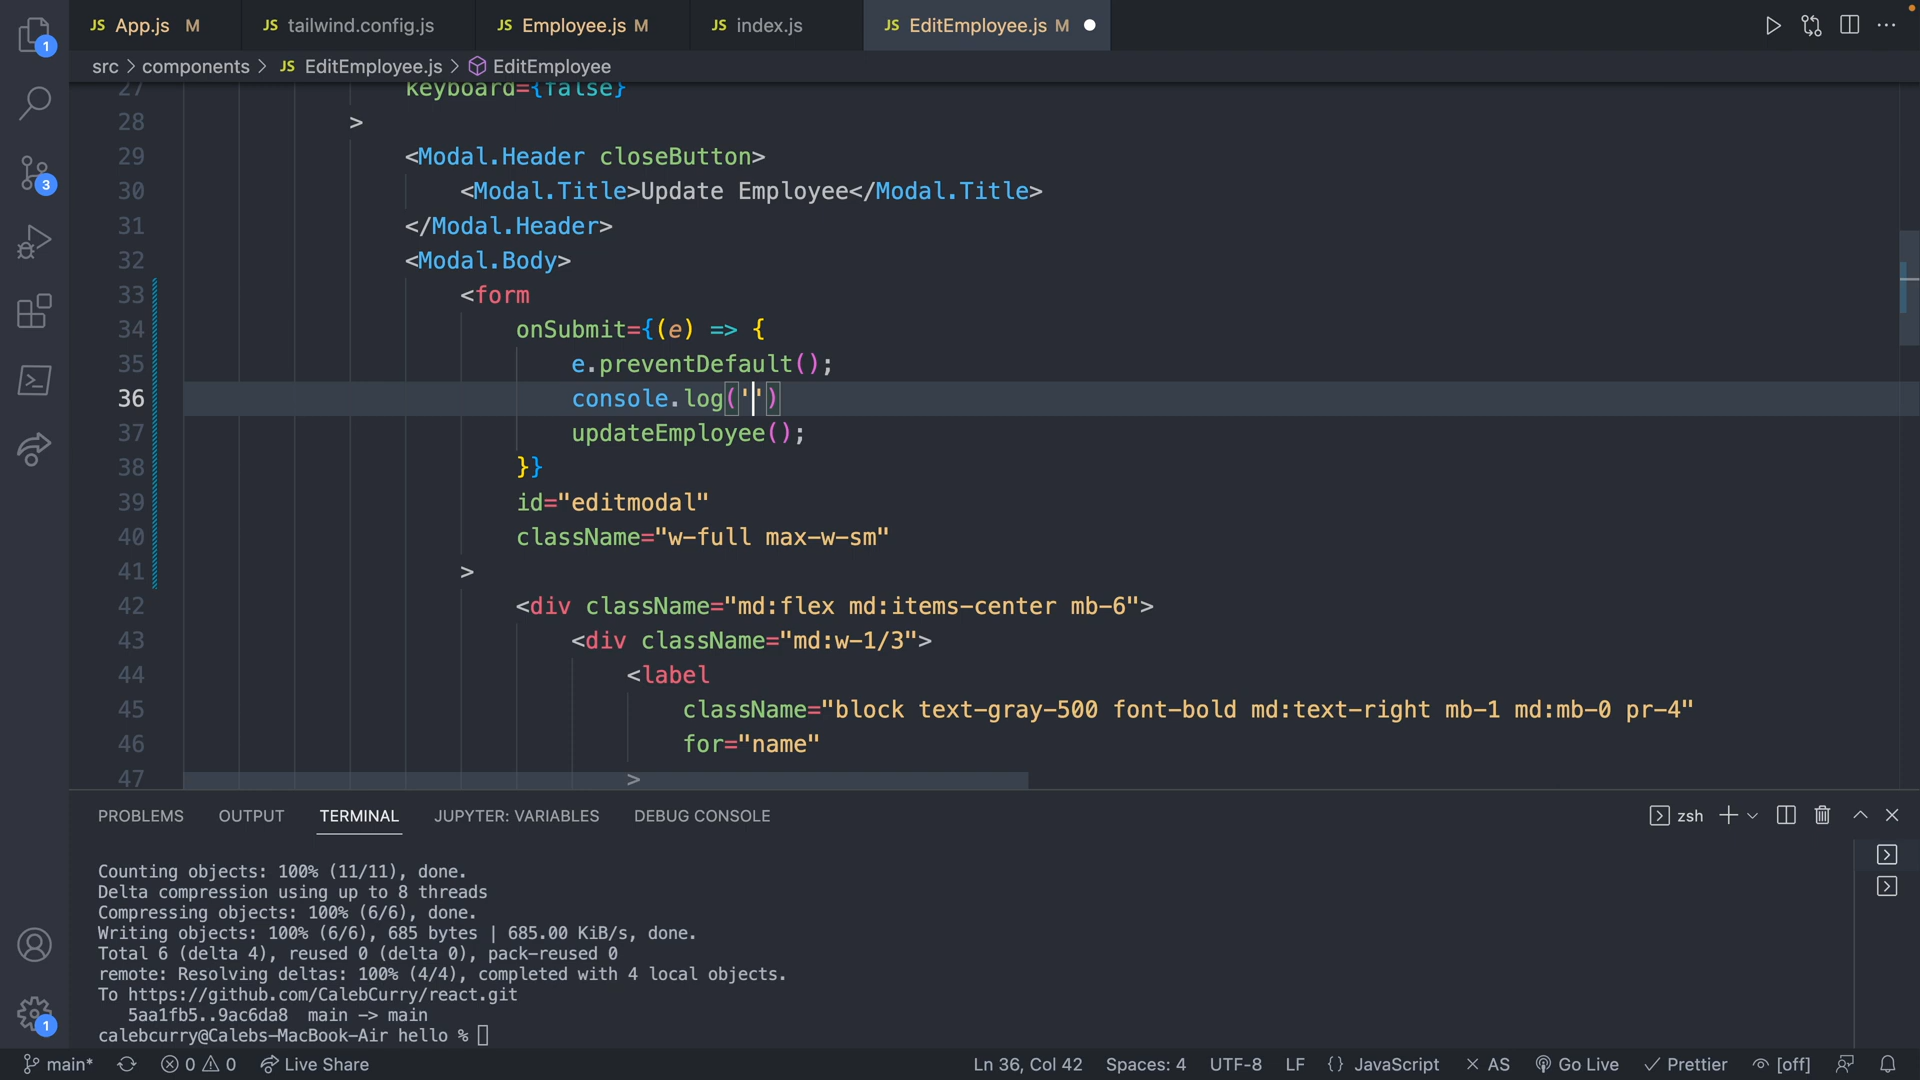 JS App.js M JS tailwind.config.js JS Employee.js M JS index.js JS EditEmployee.js M
src > components > JS EditEmployee.js > EditEmployee
27 keyboard={false}
28 >
29 <Modal.Header closeButton>
30 <Modal.Title>Update Employee</Modal.Title>
31 </Modal.Header>
32 <Modal.Body>
33 <form
34 onSubmit={(e) => {
35 e.preventDefault();
36 console.log('')
37 updateEmployee();
38 }}
39 id="editmodal"
40 className="w-full max-w-sm"
41 >
42 <div className="md:flex md:items-center mb-6">
43 <div className="md:w-1/3">
44 <label
45 className="block text-gray-500 font-bold md:text-right mb-1 md:mb-0 pr-4"
46 for="name"
47 >
1
3
1
PROBLEMS OUTPUT TERMINAL JUPYTER: VARIABLES DEBUG CONSOLE zsh
Counting objects: 100% (11/11), done.
Delta compression using up to 8 threads
Compressing objects: 100% (6/6), done.
Writing objects: 100% (6/6), 685 bytes | 685.00 KiB/s, done.
Total 6 (delta 4), reused 0 (delta 0), pack-reused 0
remote: Resolving deltas: 100% (4/4), completed with 4 local objects.
To https://github.com/CalebCurry/react.git
5aa1fb5..9ac6da8 main -> main
calebcurry@Calebs-MacBook-Air hello %
main* 0 0 Live Share Ln 36, Col 42 Spaces: 4 UTF-8 LF {} JavaScript × AS Go Live ✓ Prettier [off]